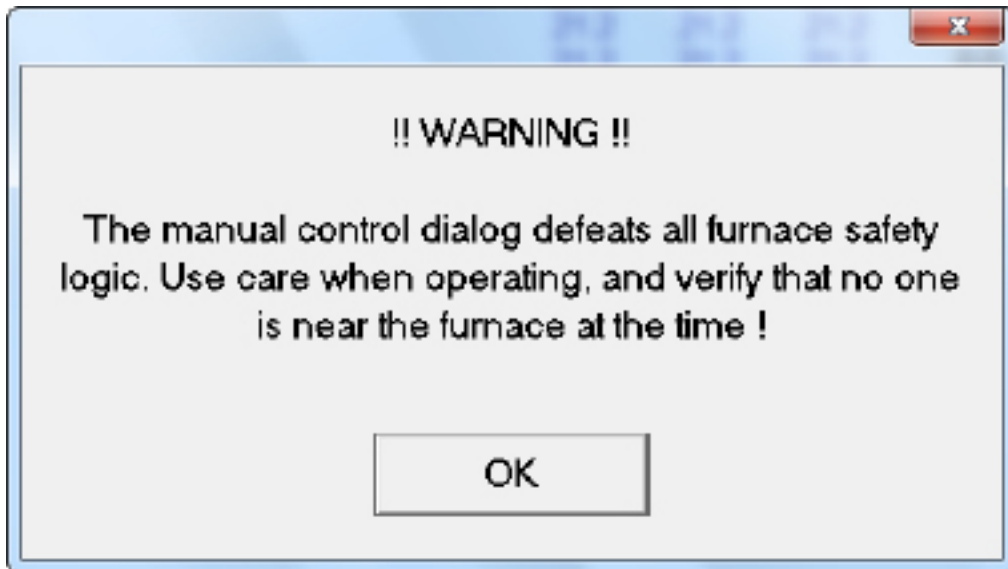 !! WARNING !!
The manual control dialog defeats all furnace safety
logic. Use care when operating, and verify that no one
is near the furnace at the time !
OK